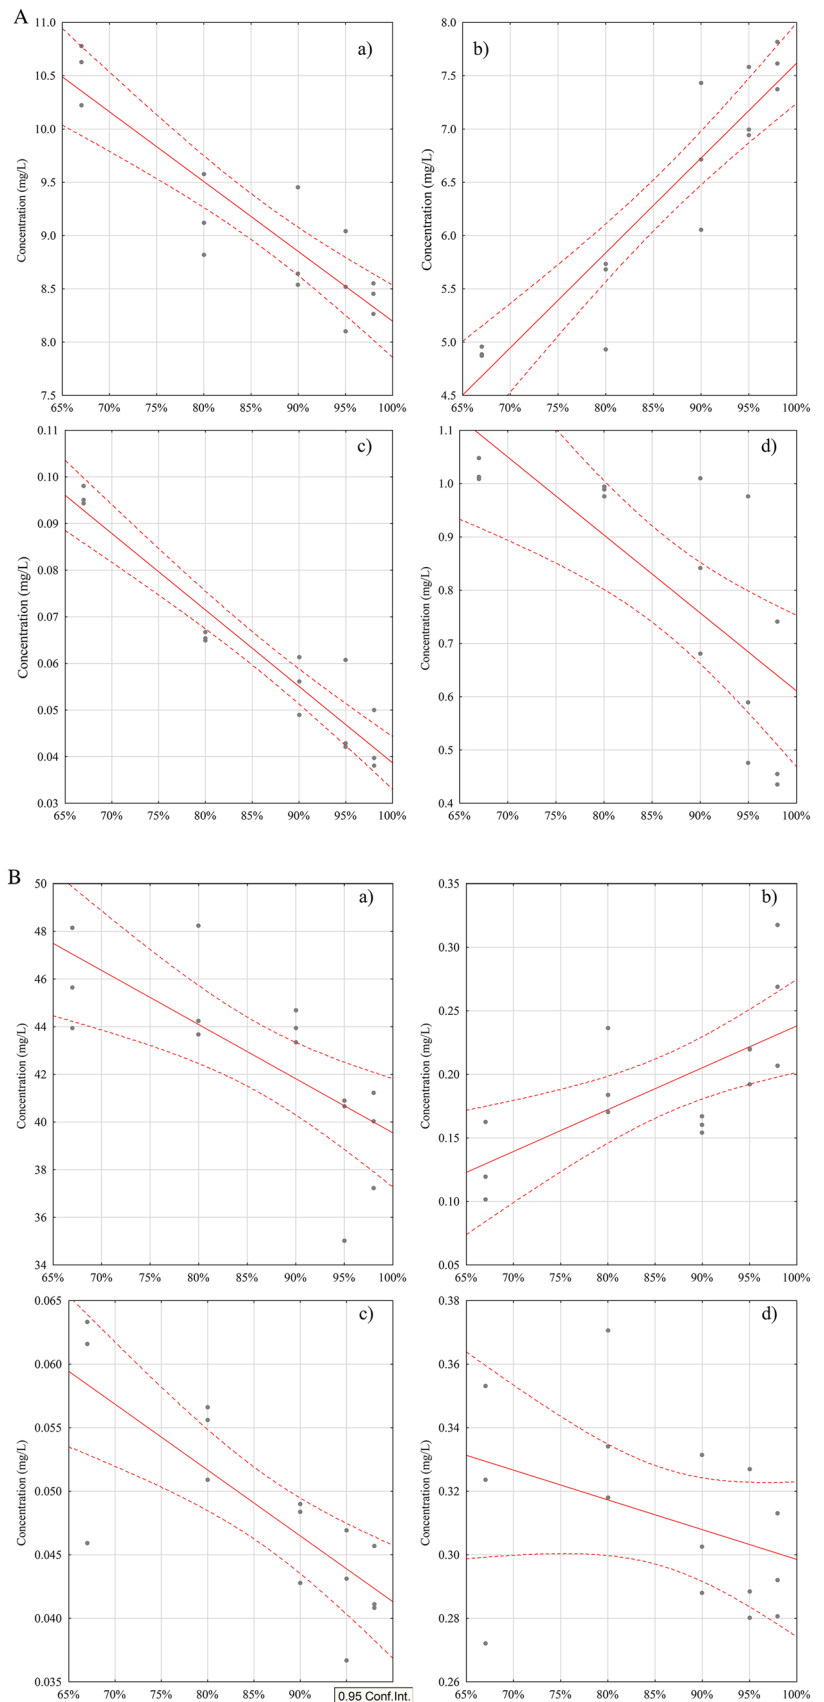 A
a)
Concentration (mg/L)
11.0
10.5
10.0
9.5
9.0
8.5
8.0
7.5
65% 70% 75% 80% 85% 90% 95% 100%
b)
Concentration (mg/L)
8.0
7.5
7.0
6.5
6.0
5.5
5.0
4.5
65% 70% 75% 80% 85% 90% 95% 100%
c)
Concentration (mg/L)
0.11
0.10
0.09
0.08
0.07
0.06
0.05
0.04
0.03
65% 70% 75% 80% 85% 90% 95% 100%
d)
Concentration (mg/L)
1.1
1.0
0.9
0.8
0.7
0.6
0.5
0.4
65% 70% 75% 80% 85% 90% 95% 100%
B
a)
Concentration (mg/L)
50
48
46
44
42
40
38
36
34
65% 70% 75% 80% 85% 90% 95% 100%
b)
Concentration (mg/L)
0.35
0.30
0.25
0.20
0.15
0.10
0.05
65% 70% 75% 80% 85% 90% 95% 100%
c)
Concentration (mg/L)
0.065
0.060
0.055
0.050
0.045
0.040
0.035
65% 70% 75% 80% 85% 90% 95% 100%
0.95 Conf.Int.
d)
Concentration (mg/L)
0.38
0.36
0.34
0.32
0.30
0.28
0.26
65% 70% 75% 80% 85% 90% 95% 100%